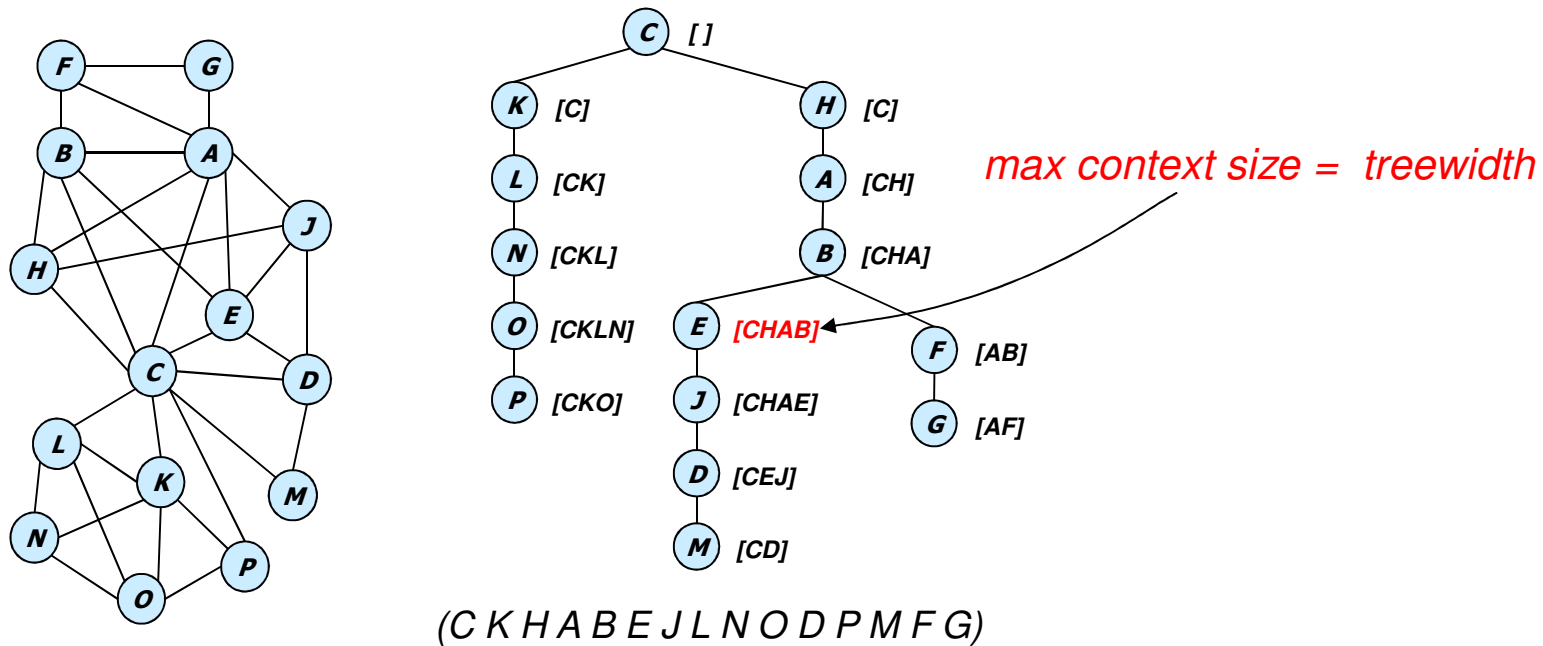 F G
B A
J
H
E
C D
L
K
M
N
P
O
C [ ]
K [C]
L [CK]
N [CKL]
O [CKLN]
P [CKO]
H [C]
A [CH]
B [CHA]
E [CHAB]
J [CHAE]
D [CEJ]
M [CD]
F [AB]
G [AF]
max context size = treewidth
(C K H A B E J L N O D P M F G)